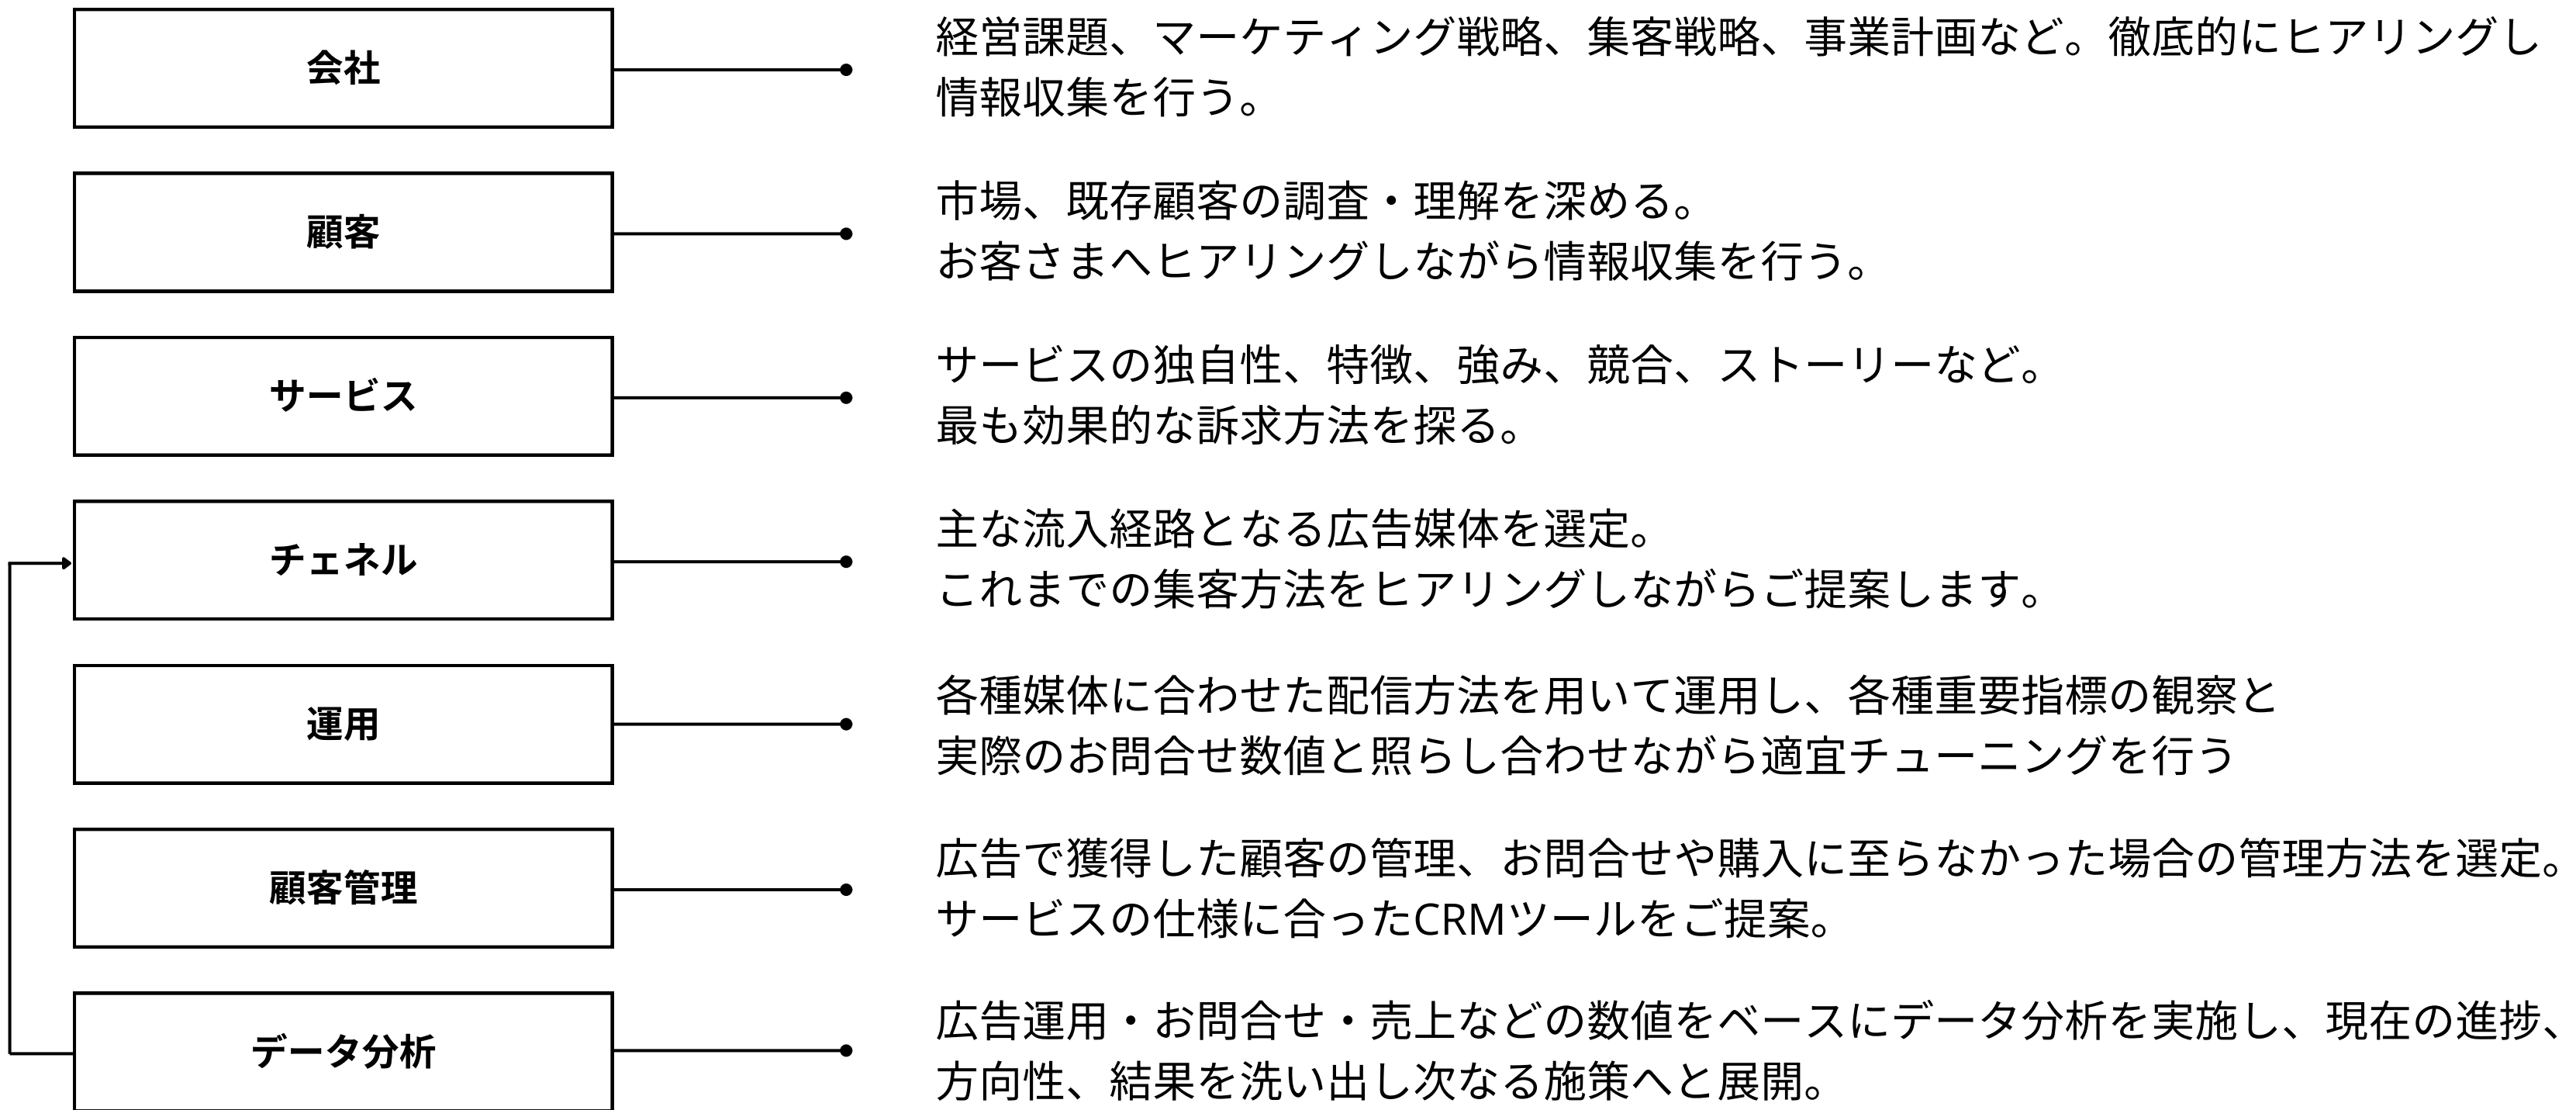 会社
経営課題、マーケティング戦略、集客戦略、事業計画など。徹底的にヒアリングし
情報収集を行う。
顧客
市場、既存顧客の調査・理解を深める。
お客さまへヒアリングしながら情報収集を行う。
サービス
サービスの独自性、特徴、強み、競合、ストーリーなど。
最も効果的な訴求方法を探る。
チェネル
主な流入経路となる広告媒体を選定。
これまでの集客方法をヒアリングしながらご提案します。
運用
各種媒体に合わせた配信方法を用いて運用し、各種重要指標の観察と
実際のお問合せ数値と照らし合わせながら適宜チューニングを行う
顧客管理
広告で獲得した顧客の管理、お問合せや購入に至らなかった場合の管理方法を選定。
サービスの仕様に合ったCRMツールをご提案。
データ分析
広告運用・お問合せ・売上などの数値をベースにデータ分析を実施し、現在の進捗、
方向性、結果を洗い出し次なる施策へと展開。